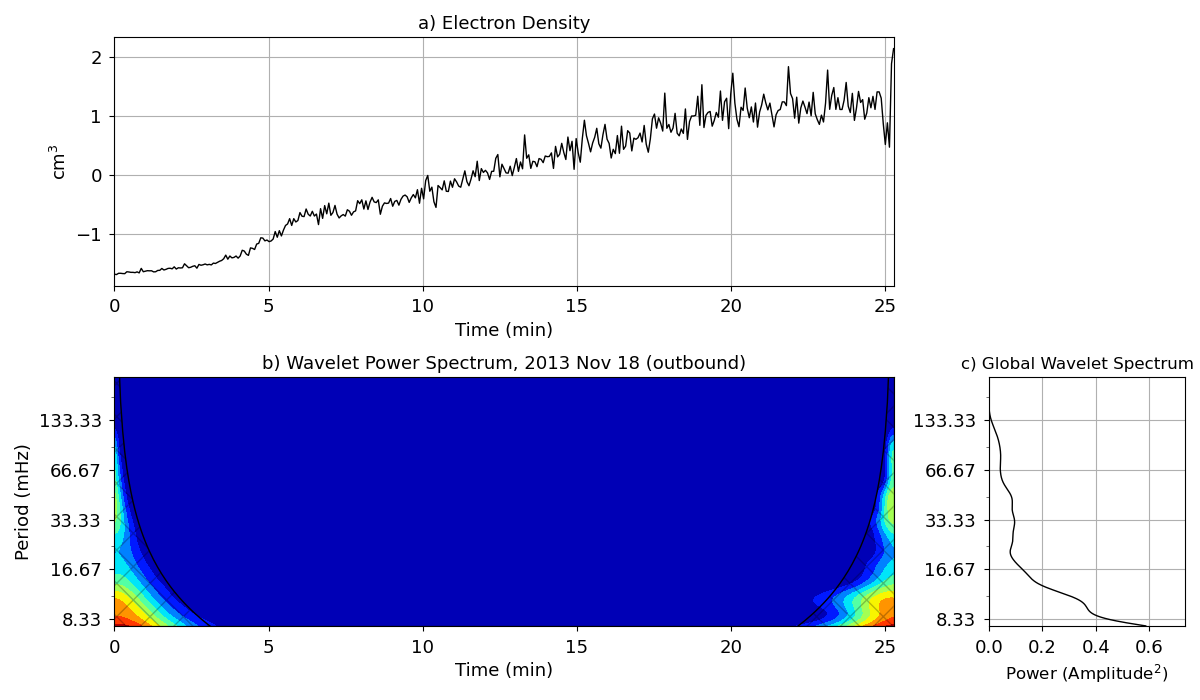 a) Electron Density
cm³
2
1
0
−1
0 5 10 15 20 25
Time (min)
b) Wavelet Power Spectrum, 2013 Nov 18 (outbound)
Period (mHz)
133.33
66.67
33.33
16.67
8.33
0 5 10 15 20 25
Time (min)
c) Global Wavelet Spectrum
133.33
66.67
33.33
16.67
8.33
0.0 0.2 0.4 0.6
Power (Amplitude²)